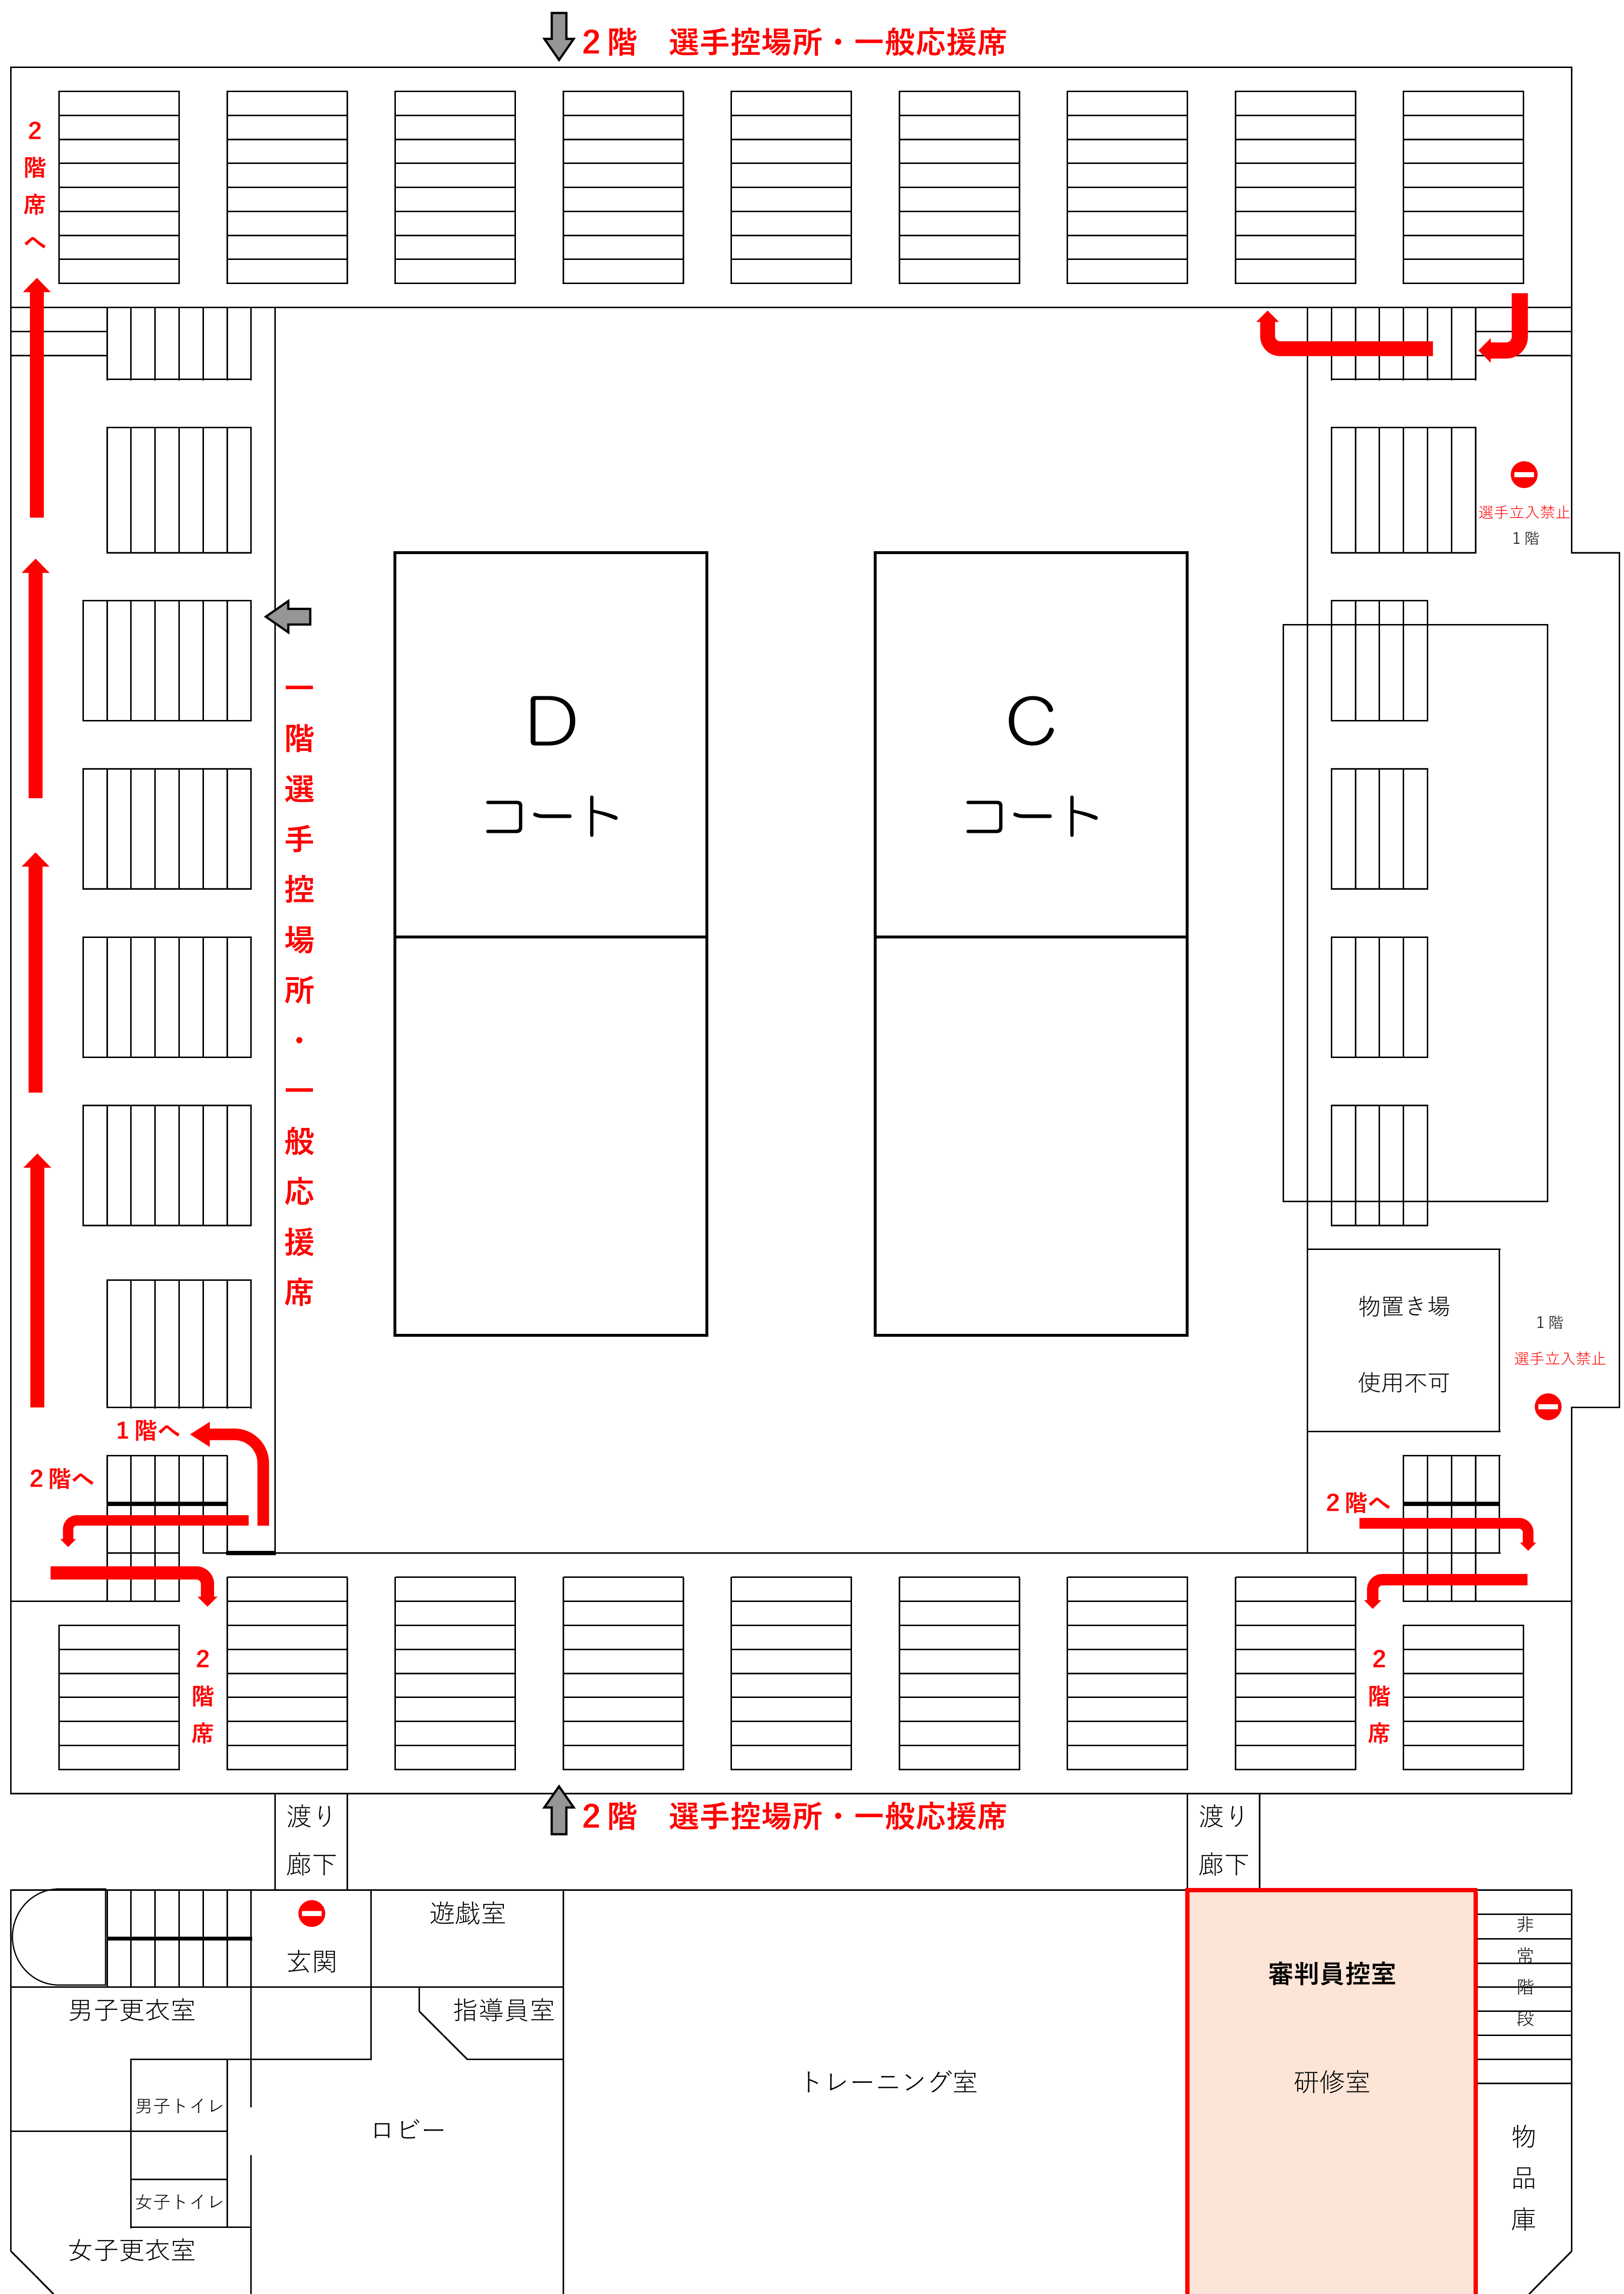 ２階　選手控場所・一般応援席
２階席へ
選手立入禁止
１階
D
コート
C
コート
一階選手控場所・一般応援席
物置き場
使用不可
１階
選手立入禁止
１階へ
２階へ
２階へ
２階席
２階席
２階　選手控場所・一般応援席
渡り
廊下
渡り
廊下
遊戯室
玄関
審判員控室
非常階段
男子更衣室
指導員室
トレーニング室
研修室
男子トイレ
ロビー
物品庫
女子トイレ
女子更衣室